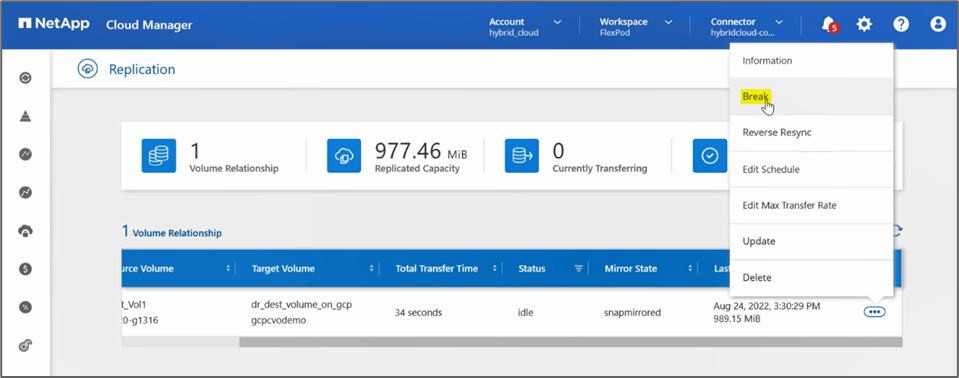 NetApp Cloud Manager
Account
hybrid_cloud
Workspace
FlexPod
Connector
hybridcloud-co...
5
Replication
1
Volume Relationship
977.46 MiB
Replicated Capacity
0
Currently Transferring
Information
Break
Reverse Resync
Edit Schedule
Edit Max Transfer Rate
Update
Delete
1 Volume Relationship
urce Volume Target Volume Total Transfer Time Status Mirror State Las
t_Vol1 dr_dest_volume_on_gcp 34 seconds idle snapmirrored Aug 24, 2022, 3:30:29 PM
0-g1316 gcpcvodemo 989.15 MiB